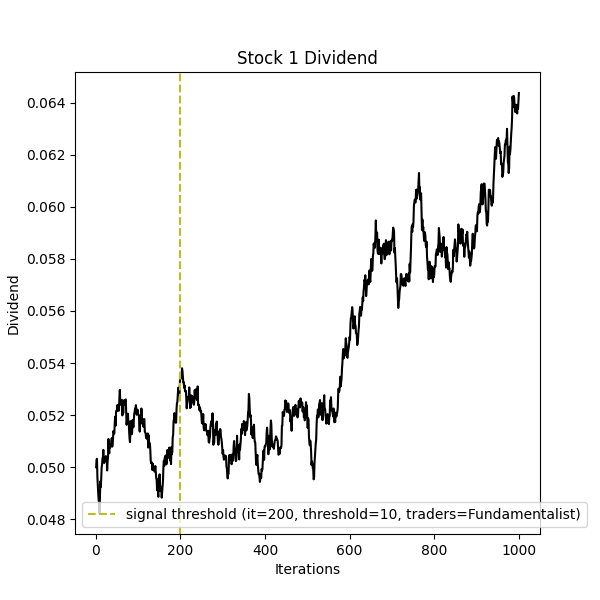 Stock 1 Dividend
0.064
0.062
0.060
0.058
0.056
0.054
0.052
0.050
0.048
Dividend
signal threshold (it=200, threshold=10, traders=Fundamentalist)
0 200 400 600 800 1000
Iterations